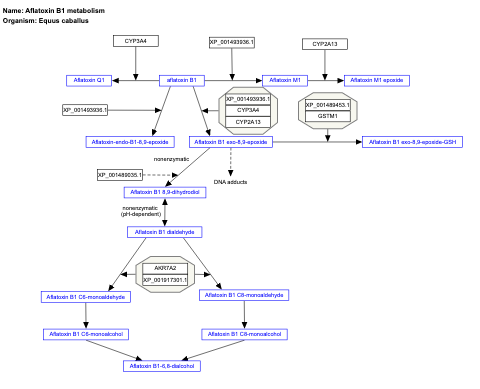 Name: Aflatoxin B1 metabolism
Organism: Equus caballus
CYP3A4
XP_001493936.1
CYP2A13
Aflatoxin Q1
aflatoxin B1
Aflatoxin M1
Aflatoxin M1 epoxide
XP_001493936.1
XP_001493936.1
CYP3A4
CYP2A13
XP_001489453.1
GSTM1
Aflatoxin-endo-B1-8,9-epoxide
Aflatoxin B1 exo-8,9-epoxide
Aflatoxin B1 exo-8,9-epoxide-GSH
nonenzymatic
XP_001489035.1
DNA adducts
Aflatoxin B1 8,9-dihydrodiol
nonenzymatic
(pH-dependent)
Aflatoxin B1 dialdehyde
AKR7A2
XP_001917301.1
Aflatoxin B1 C6-monoaldehyde
Aflatoxin B1 C8-monoaldehyde
Aflatoxin B1 C6-monoalcohol
Aflatoxin B1 C8-monoalcohol
Aflatoxin B1-6,8-dialcohol